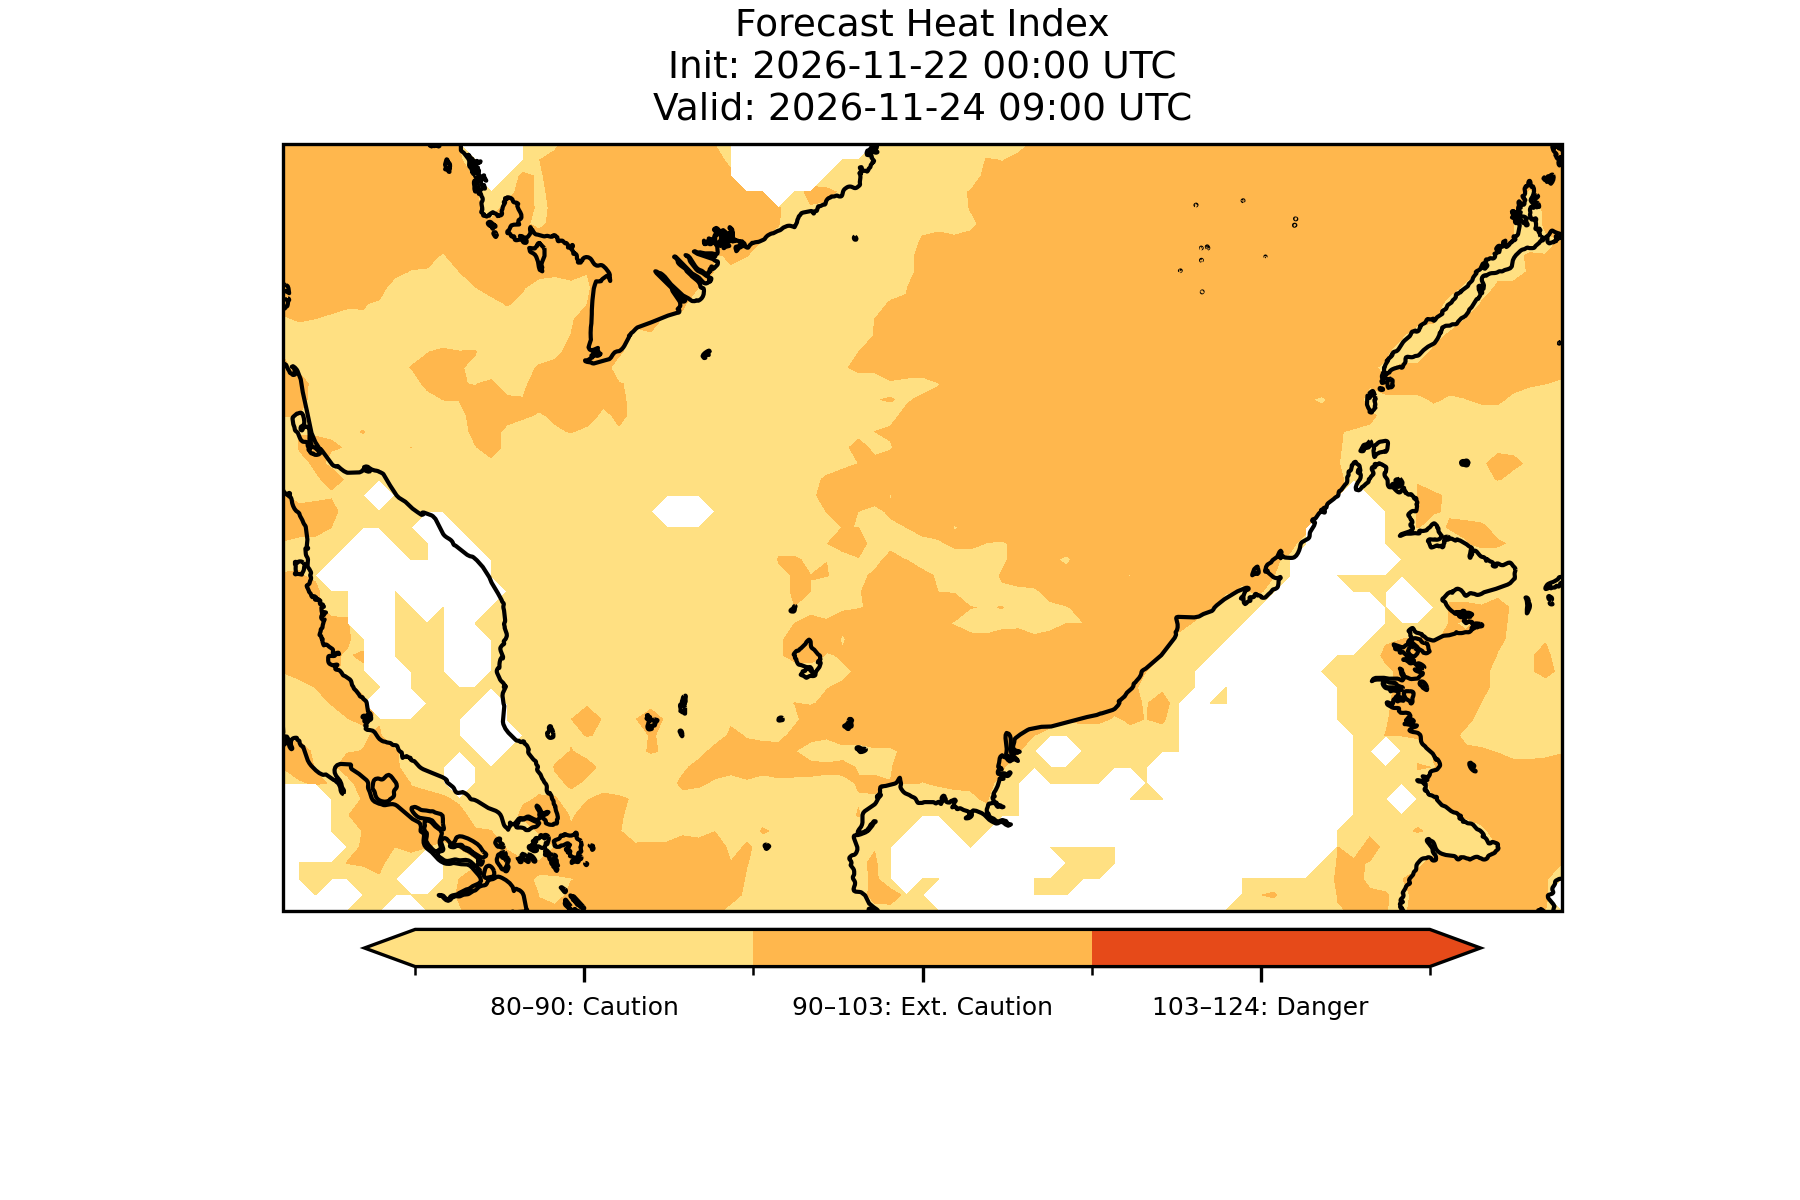 Forecast Heat Index
Init: 2026-11-22 00:00 UTC
Valid: 2026-11-24 09:00 UTC
80–90: Caution
90–103: Ext. Caution
103–124: Danger